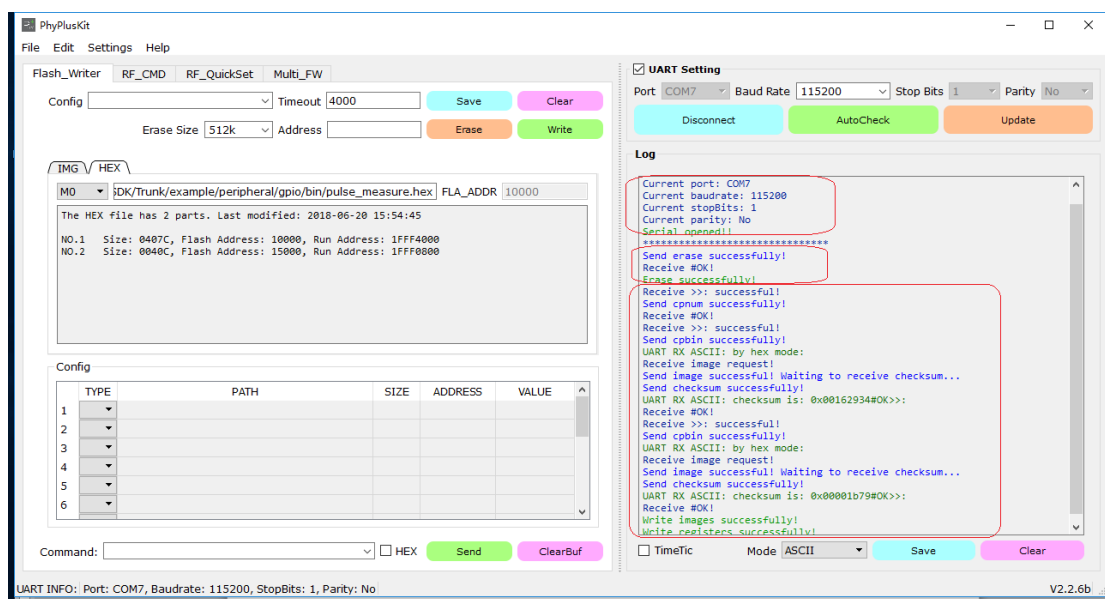 PhyPlusKit
File Edit Settings Help
Flash_Writer RF_CMD RF_QuickSet Multi_FW
Config Timeout 4000 Save Clear
Erase Size 512k Address Erase Write
IMG HEX
M0 SDK/Trunk/example/peripheral/gpio/bin/pulse_measure.hex FLA_ADDR 10000
The HEX file has 2 parts. Last modified: 2018-06-20 15:54:45
NO.1 Size: 0407C, Flash Address: 10000, Run Address: 1FFF4000
NO.2 Size: 0040C, Flash Address: 15000, Run Address: 1FFF0800
Config
TYPE PATH SIZE ADDRESS VALUE
1
2
3
4
5
6
Command: HEX Send ClearBuf
UART Setting
Port COM7 Baud Rate 115200 Stop Bits 1 Parity No
Disconnect AutoCheck Update
Log
Current port: COM7
Current baudrate: 115200
Current stopBits: 1
Current parity: No
Serial opened!!
********************************
Send erase successfully!
Receive #OK!
Erase successfully!
Receive >>: successful!
Send cpnum successfully!
Receive #OK!
Receive >>: successful!
Send cpbin successfully!
UART RX ASCII: by hex mode:
Receive image request!
Send image successful! Waiting to receive checksum...
Send checksum successfully!
UART RX ASCII: checksum is: 0x00162934#OK>>:
Receive #OK!
Receive >>: successful!
Send cpbin successfully!
UART RX ASCII: by hex mode:
Receive image request!
Send image successful! Waiting to receive checksum...
Send checksum successfully!
UART RX ASCII: checksum is: 0x00001b79#OK>>:
Receive #OK!
Write images successfully!
Write registers successfully!
TimeTic Mode ASCII Save Clear
UART INFO: Port: COM7, Baudrate: 115200, StopBits: 1, Parity: No V2.2.6b